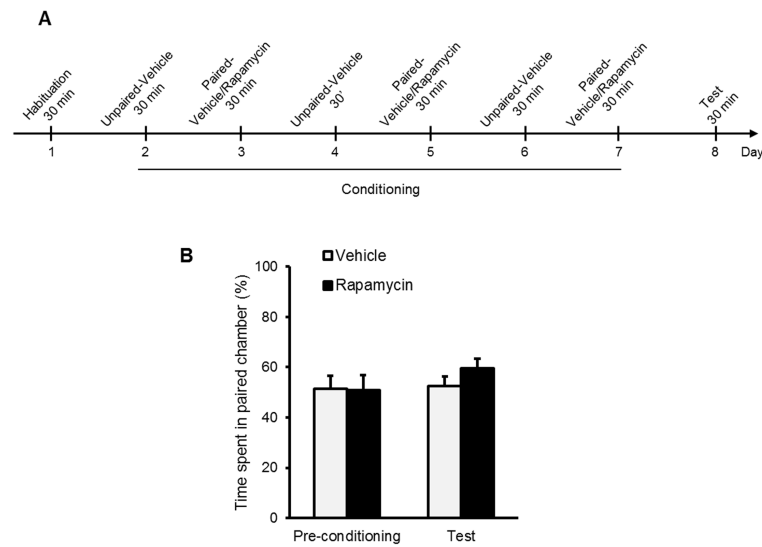 A
Habituation
30 min
Unpaired-Vehicle
30 min
Paired-
Vehicle/Rapamycin
30 min
Unpaired-Vehicle
30'
Paired-
Vehicle/Rapamycin
30 min
Unpaired-Vehicle
30 min
Paired-
Vehicle/Rapamycin
30 min
Test
30 min
1 2 3 4 5 6 7 8 Day
Conditioning
B
Vehicle
Rapamycin
Time spent in paired chamber (%)
100
80
60
40
20
0
Pre-conditioning Test